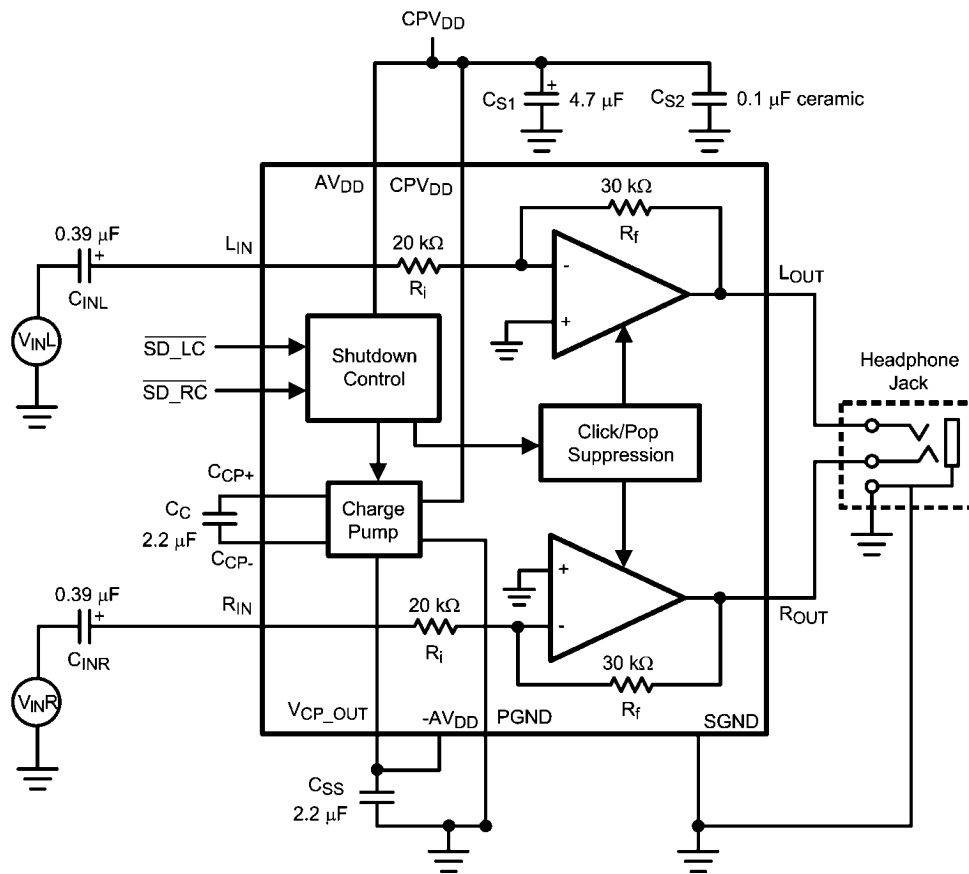 CPVDD
CS1
+
4.7 μF
CS2
0.1 μF ceramic
AVDD
CPVDD
30 kΩ
Rf
0.39 μF
+
CINL
LIN
20 kΩ
Ri
-
+
LOUT
VINL
SD_LC
SD_RC
Shutdown
Control
Headphone
Jack
Click/Pop
Suppression
CCP+
CC
2.2 μF
CCP-
Charge
Pump
0.39 μF
+
CINR
RIN
20 kΩ
Ri
+
-
ROUT
30 kΩ
Rf
VINR
VCP_OUT
-AVDD
PGND
SGND
CSS
2.2 μF